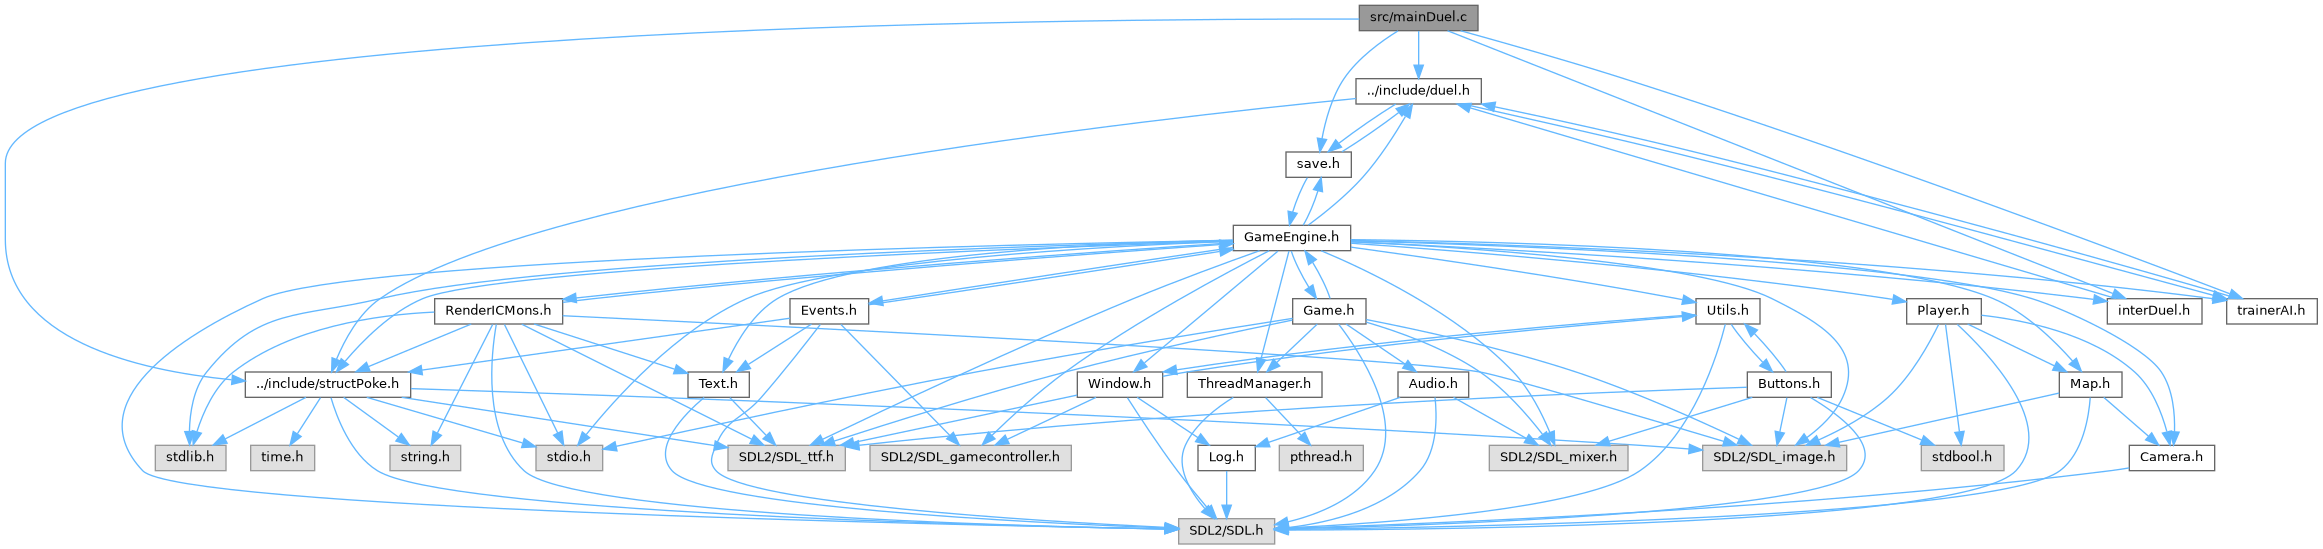 src/mainDuel.c
../include/duel.h
save.h
GameEngine.h
RenderICMons.h
Events.h
Game.h
Utils.h
Player.h
interDuel.h
trainerAI.h
../include/structPoke.h
Text.h
Window.h
ThreadManager.h
Audio.h
Buttons.h
Map.h
stdlib.h
time.h
string.h
stdio.h
SDL2/SDL_ttf.h
SDL2/SDL_gamecontroller.h
Log.h
pthread.h
SDL2/SDL_mixer.h
SDL2/SDL_image.h
stdbool.h
Camera.h
SDL2/SDL.h